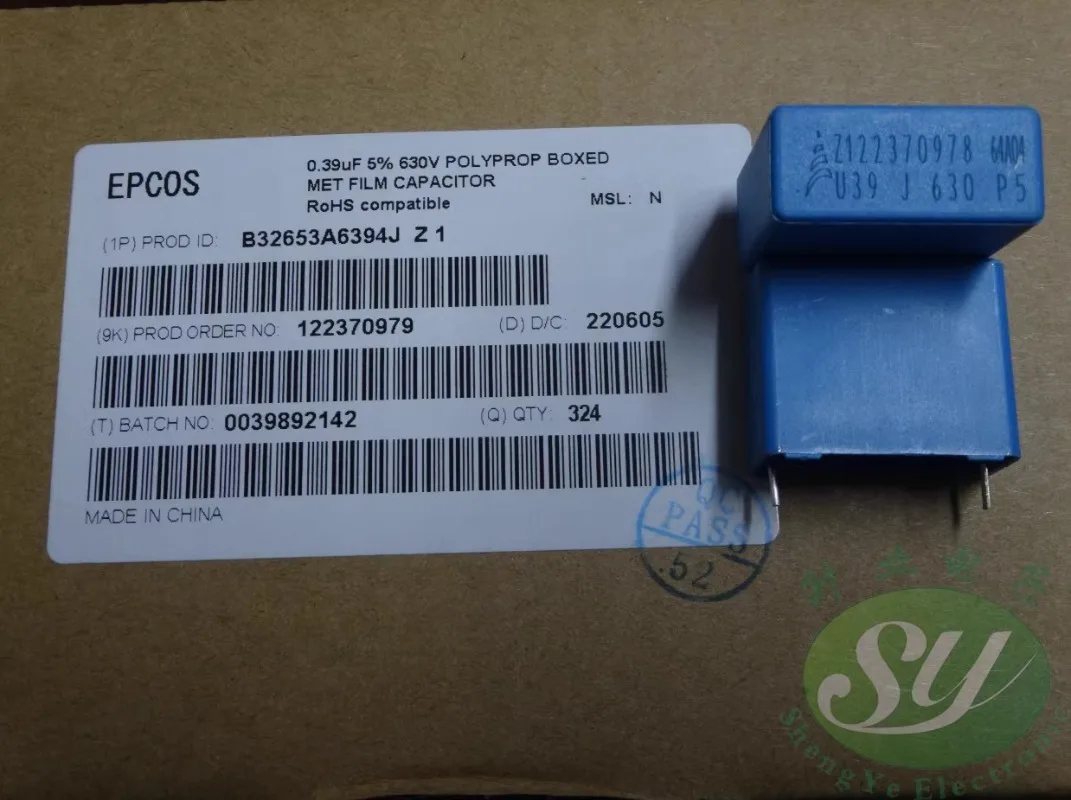 EPCOS
0.39uF 5% 630V POLYPROP BOXED
MET FILM CAPACITOR
RoHS compatible
MSL: N
(1P) PROD ID: B32653A6394J Z 1
(9K) PROD ORDER NO: 122370979
(D) D/C: 220605
(T) BATCH NO: 0039892142
(Q) QTY: 324
MADE IN CHINA
QC
PASS
.52
Z122370978 64A04
U39 J 630 P5
SY
ShengYe Electronic